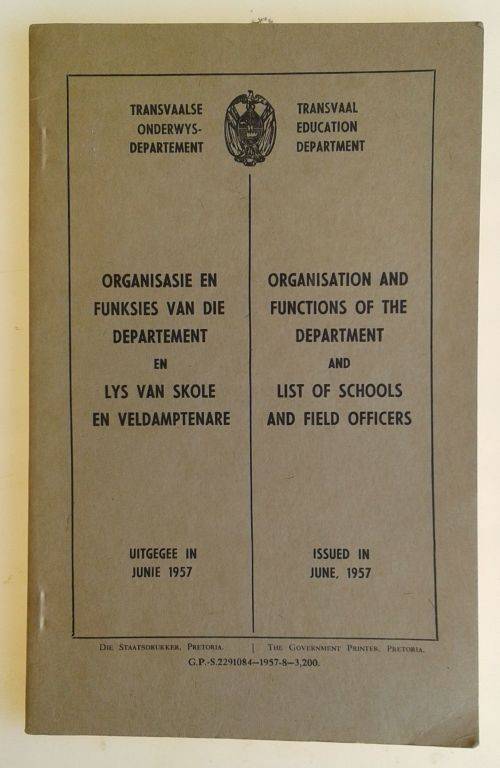 TRANSVAALSE
ONDERWYS-
DEPARTEMENT
TRANSVAAL
EDUCATION
DEPARTMENT
ORGANISASIE EN
FUNKSIES VAN DIE
DEPARTEMENT
EN
LYS VAN SKOLE
EN VELDAMPTENARE
ORGANISATION AND
FUNCTIONS OF THE
DEPARTMENT
AND
LIST OF SCHOOLS
AND FIELD OFFICERS
UITGEGEE IN
JUNIE 1957
ISSUED IN
JUNE, 1957
DIE STAATSDRUKKER, PRETORIA. | THE GOVERNMENT PRINTER, PRETORIA.
G.P.-S.2291084—1957-8—3,200.